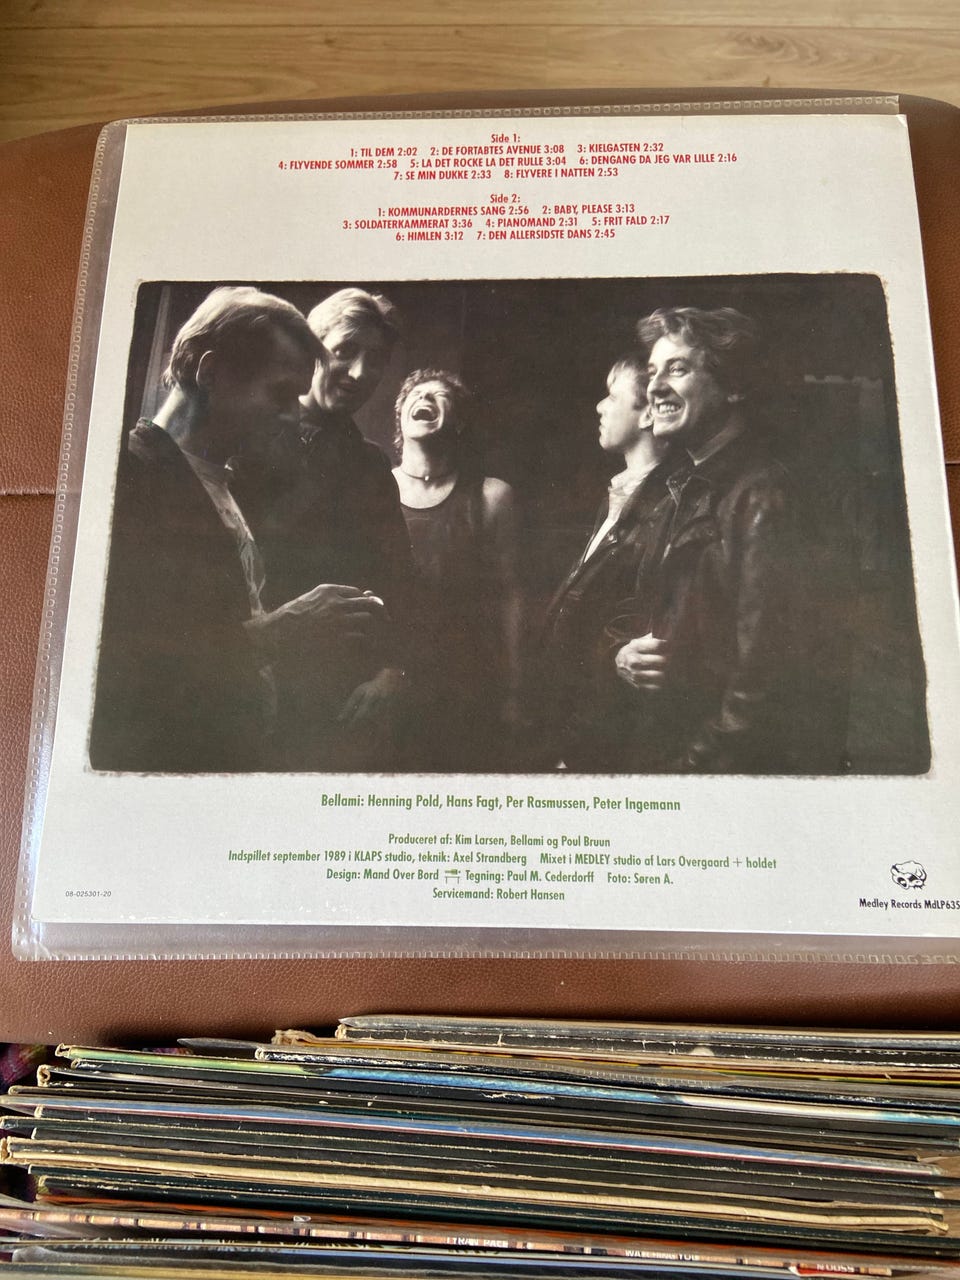 Side 1:
1: TIL DEM 2:02 2: DE FORTABTES AVENUE 3:08 3: KIELGASTEN 2:32
4: FLYVENDE SOMMER 2:58 5: LA DET ROCKE LA DET RULLE 3:04 6: DENGANG DA JEG VAR LILLE 2:16
7: SE MIN DUKKE 2:33 8: FLYVERE I NATTEN 2:53
Side 2:
1: KOMMUNARDERNES SANG 2:56 2: BABY, PLEASE 3:13
3: SOLDATERKAMMERAT 3:36 4: PIANOMAND 2:31 5: FRIT FALD 2:17
6: HIMLEN 3:12 7: DEN ALLERSIDSTE DANS 2:45
Bellami: Henning Pold, Hans Fagt, Per Rasmussen, Peter Ingemann
Produceret af: Kim Larsen, Bellami og Poul Bruun
Indspillet september 1989 i KLAPS studio, teknik: Axel Strandberg Mixet i MEDLEY studio af Lars Overgaard + holdet
Design: Mand Over Bord Tegning: Paul M. Cederdorff Foto: Søren A.
Servicemand: Robert Hansen
08-025301-20
Medley Records MdLP635
WATCHING YOU